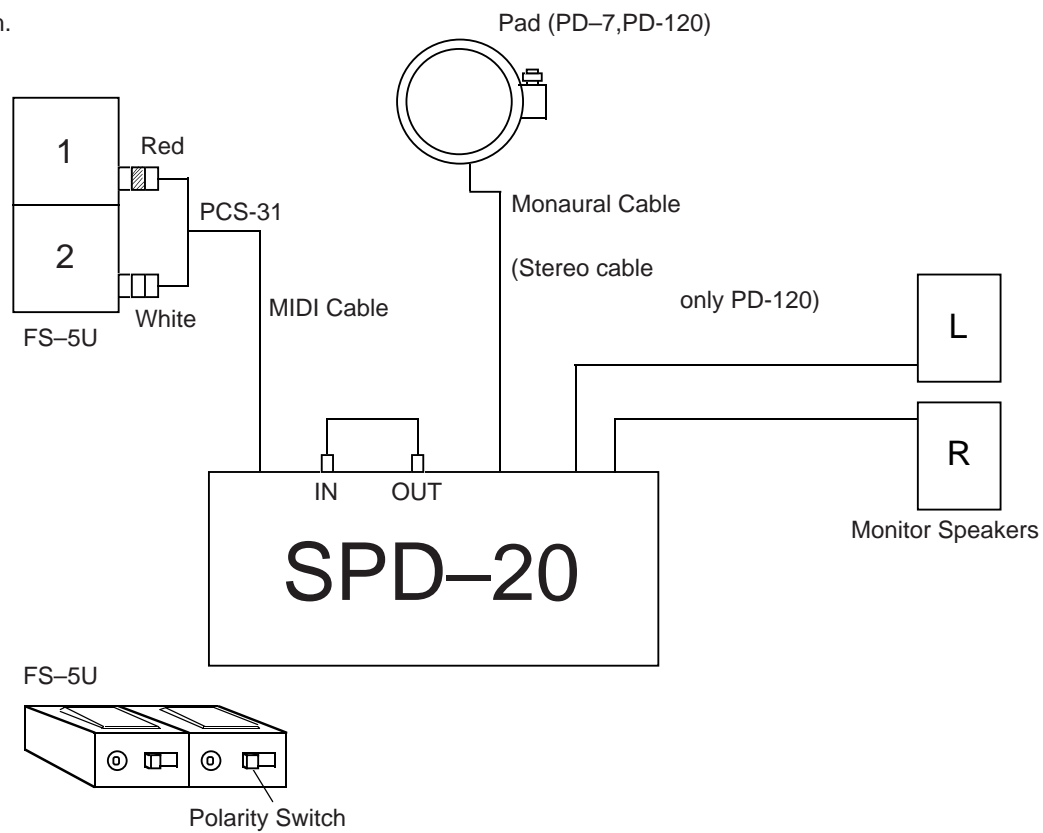 n.
Pad (PD–7,PD-120)
1
Red
Monaural Cable
PCS-31
2
(Stereo cable
only PD-120)
MIDI Cable
White
FS–5U
L
R
IN
OUT
Monitor Speakers
SPD–20
FS–5U
Polarity Switch